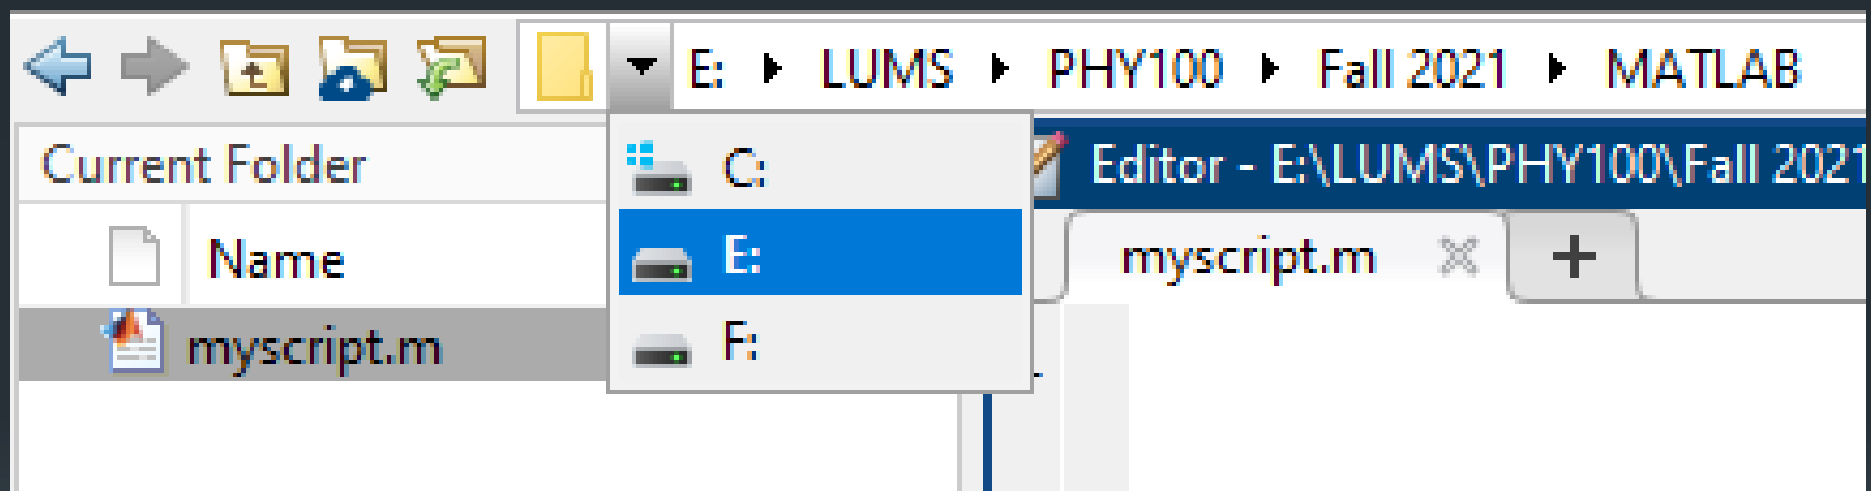 E: LUMS PHY100 Fall 2021 MATLAB
Current Folder
C:
Editor - E:\LUMS\PHY100\Fall 2021
Name
E:
myscript.m
+
myscript.m
F: